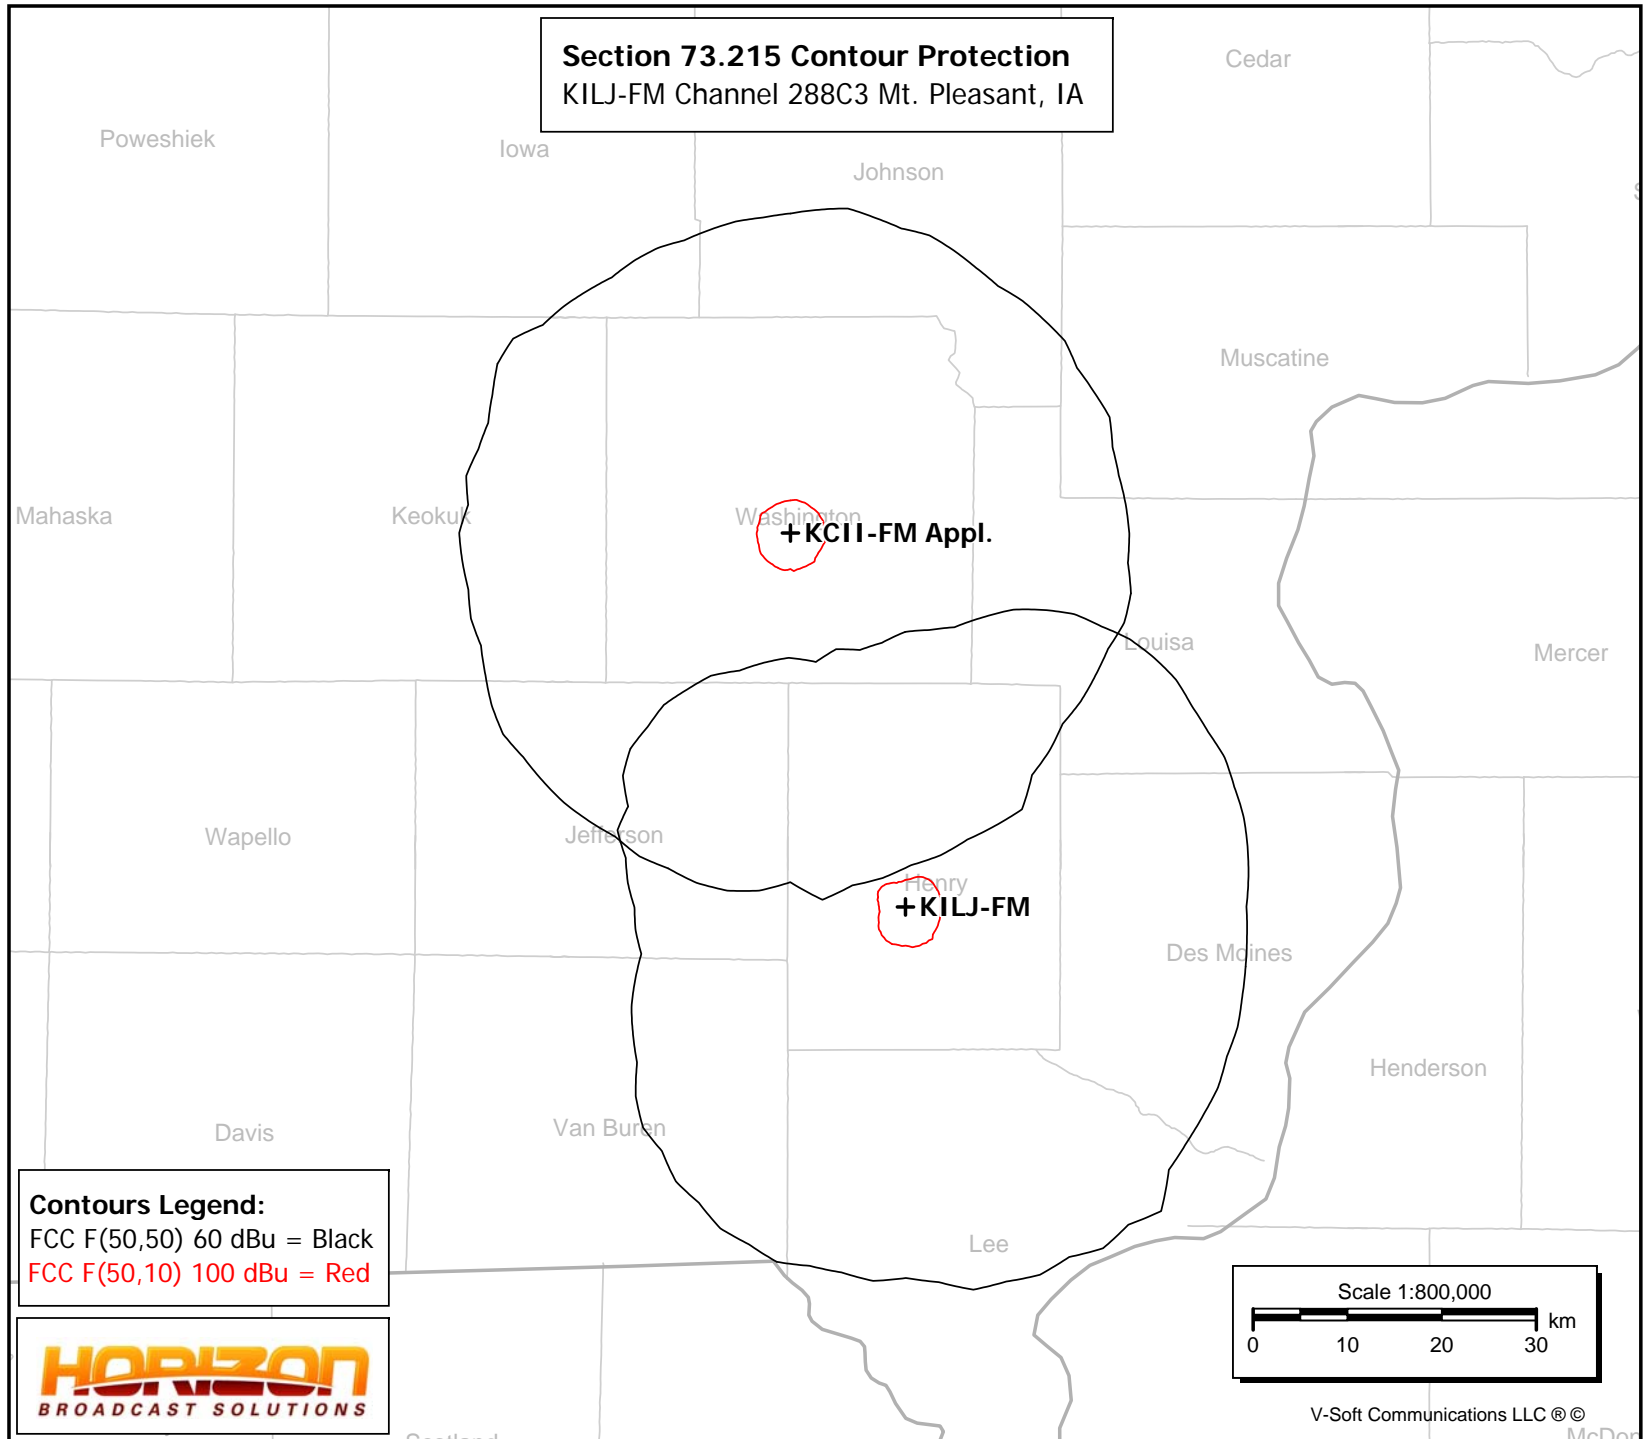 Section 73.215 Contour Protection
KILJ-FM Channel 288C3 Mt. Pleasant, IA
Cedar
Poweshiek
Iowa
Johnson
Muscatine
Mahaska
Keokuk
Washington
KCII-FM Appl.
Louisa
Mercer
Wapello
Jefferson
Henry
KILJ-FM
Des Moines
Henderson
Davis
Van Buren
Lee
Contours Legend:
FCC F(50,50) 60 dBu = Black
FCC F(50,10) 100 dBu = Red
Scale 1:800,000
km
0 10 20 30
HORIZON
BROADCAST SOLUTIONS
V-Soft Communications LLC ® ©
Scotland
McDon